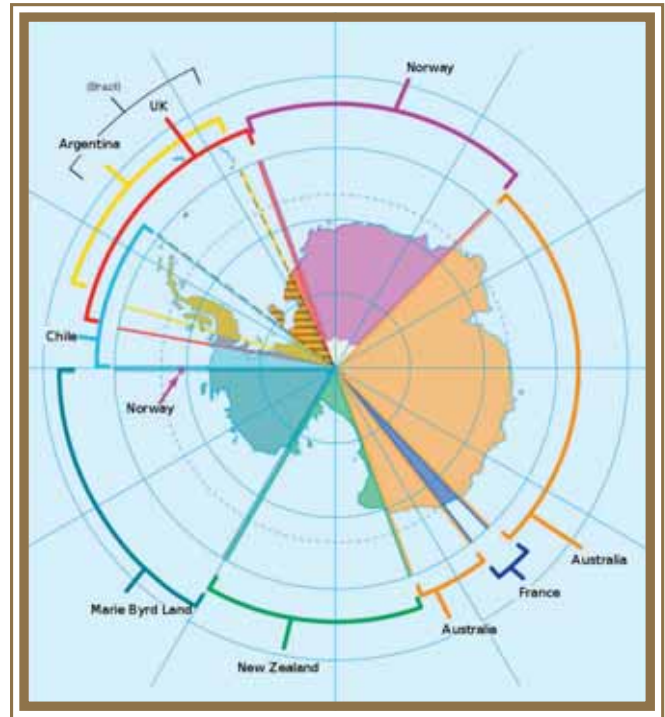 Norway
(Brazil)
UK
Argentina
Chile
Norway
Marie Byrd Land
New Zealand
Australia
France
Australia